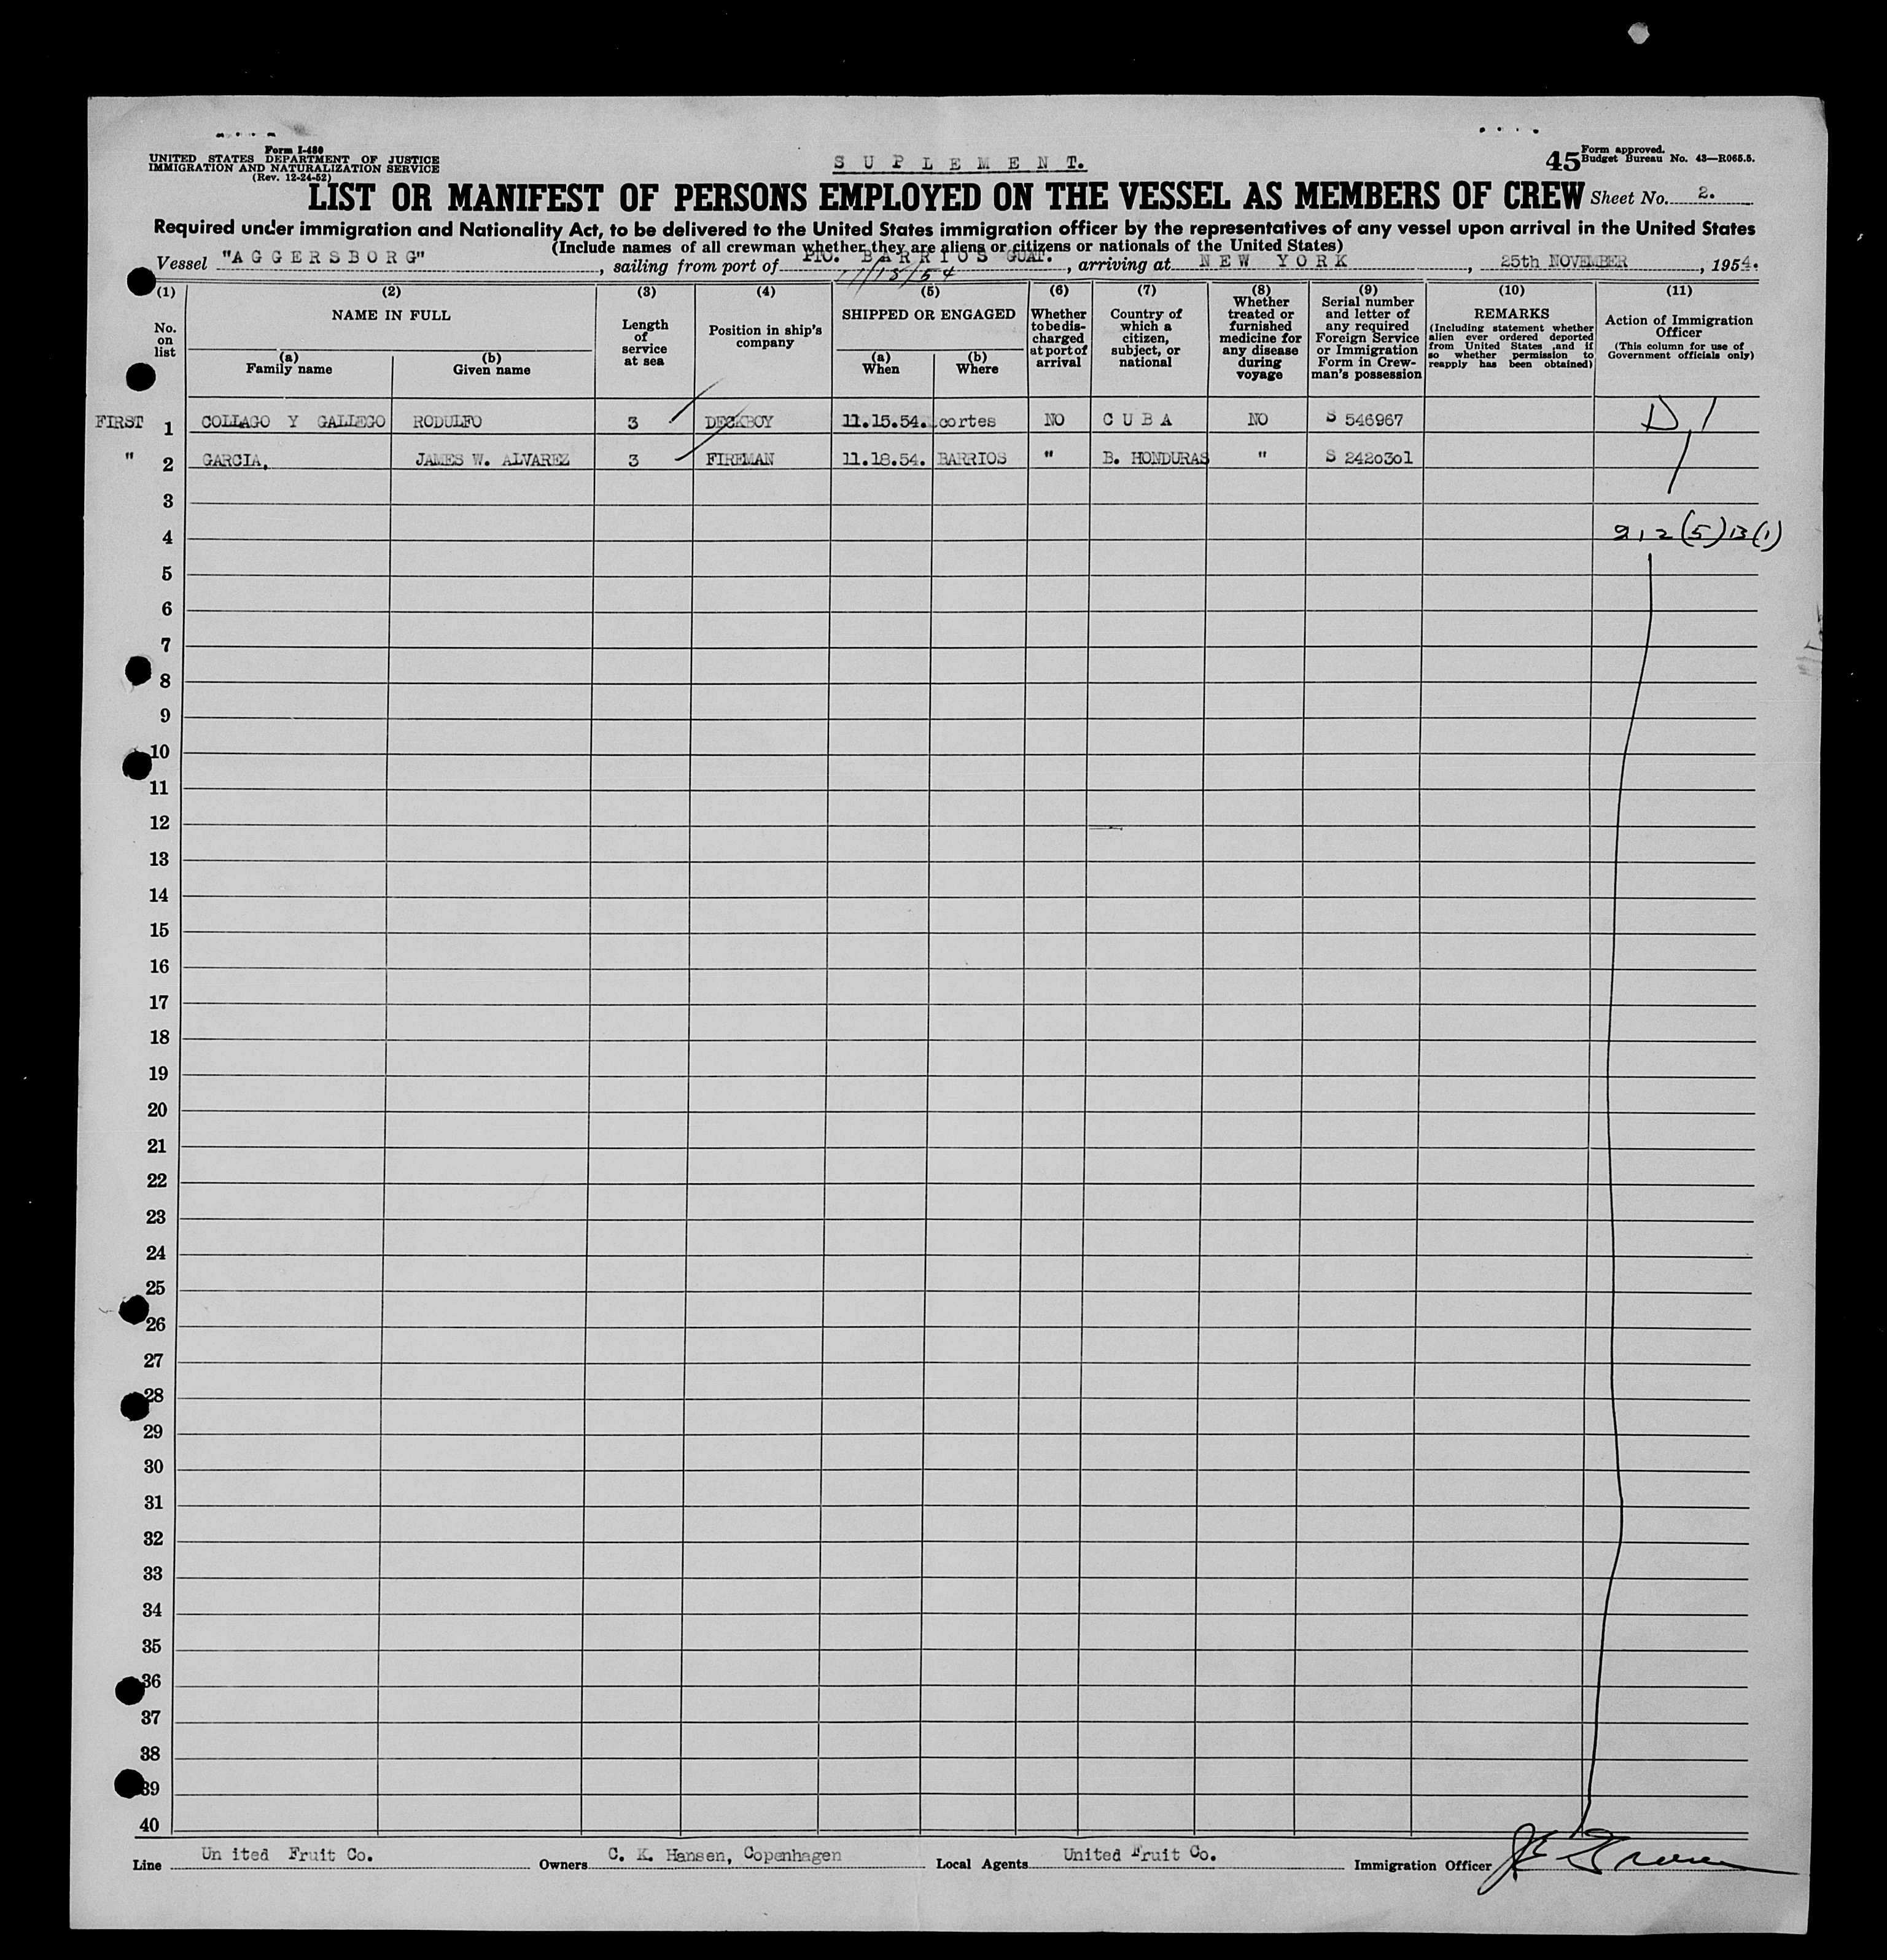 Form I-480
UNITED STATES DEPARTMENT OF JUSTICE
IMMIGRATION AND NATURALIZATION SERVICE
(Rev. 12-24-52)
S U P L E M E N T.
45
Form approved.
Budget Bureau No. 43—R065.5.
LIST OR MANIFEST OF PERSONS EMPLOYED ON THE VESSEL AS MEMBERS OF CREW Sheet No. 2.
Required under immigration and Nationality Act, to be delivered to the United States immigration officer by the representatives of any vessel upon arrival in the United States
(Include names of all crewman whether they are aliens or citizens or nationals of the United States)
Vessel "A G G E R S B O R G", sailing from port of PTO. B A R R I O S GUAT., arriving at N E W Y O R K, 25th NOVEMBER, 1954.
11/18/54
(1) (2) (3) (4) (5) (6) (7) (8) (9) (10) (11)
No. on list
NAME IN FULL
(a) Family name
(b) Given name
Length of service at sea
Position in ship's company
SHIPPED OR ENGAGED
(a) When
(b) Where
Whether to be discharged at port of arrival
Country of which a citizen, subject, or national
Whether treated or furnished medicine for any disease during voyage
Serial number and letter of any required Foreign Service or Immigration Form in Crew-man's possession
REMARKS
(Including statement whether alien ever ordered deported from United States ,and if so whether permission to reapply has been obtained)
Action of Immigration Officer
(This column for use of Government officials only)
FIRST 1 COLLAGO Y GALLEGO RODULFO 3 DECKBOY 11.15.54. cortes NO C U B A NO S 546967 D,1
" 2 GARCIA, JAMES W. ALVAREZ 3 FIREMAN 11.18.54. BARRIOS " B. HONDURAS " S 2420301
3
4 212(5)13(1)
5
6
7
8
9
10
11
12
13
14
15
16
17
18
19
20
21
22
23
24
25
26
27
28
29
30
31
32
33
34
35
36
37
38
39
40
Line Un ited Fruit Co. Owners C. K. Hansen, Copenhagen Local Agents United Fruit Co. Immigration Officer